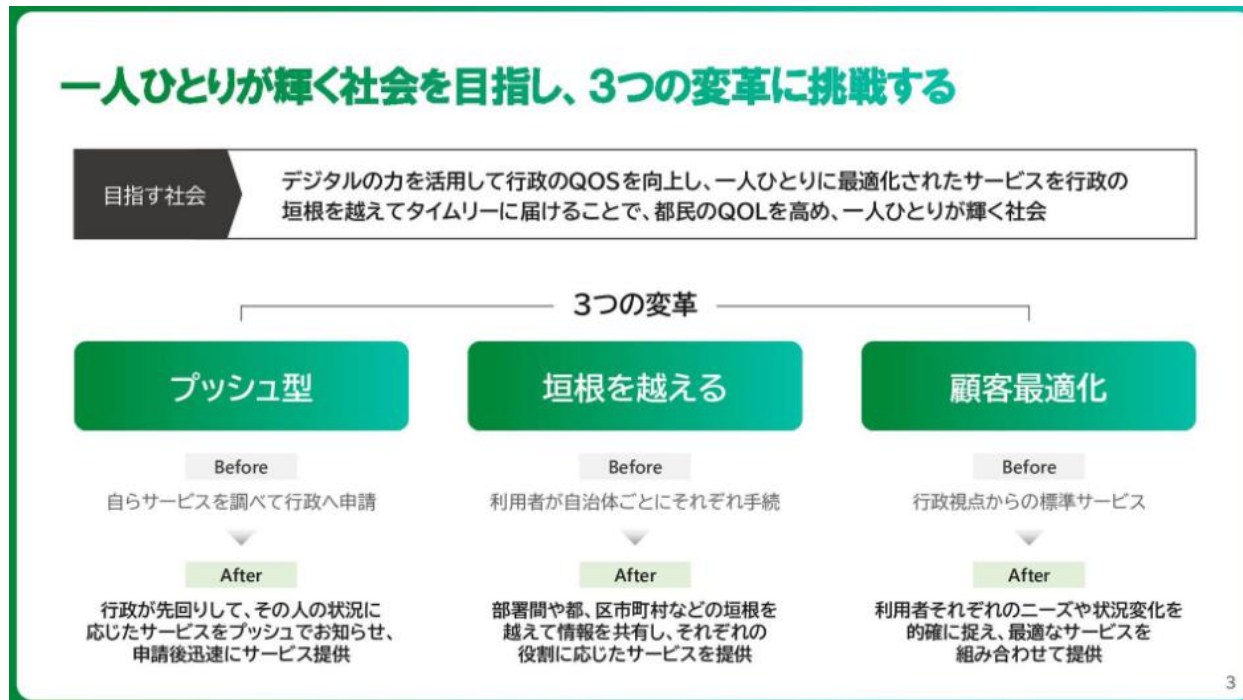 一人ひとりが輝く社会を目指し、3つの変革に挑戦する
目指す社会
デジタルの力を活用して行政のQOSを向上し、一人ひとりに最適化されたサービスを行政の
垣根を越えてタイムリーに届けることで、都民のQOLを高め、一人ひとりが輝く社会
3つの変革
プッシュ型
Before
自らサービスを調べて行政へ申請
After
行政が先回りして、その人の状況に
応じたサービスをプッシュでお知らせ、
申請後迅速にサービス提供
垣根を越える
Before
利用者が自治体ごとにそれぞれ手続
After
部署間や都、区市町村などの垣根を
越えて情報を共有し、それぞれの
役割に応じたサービスを提供
顧客最適化
Before
行政視点からの標準サービス
After
利用者それぞれのニーズや状況変化を
的確に捉え、最適なサービスを
組み合わせて提供
3